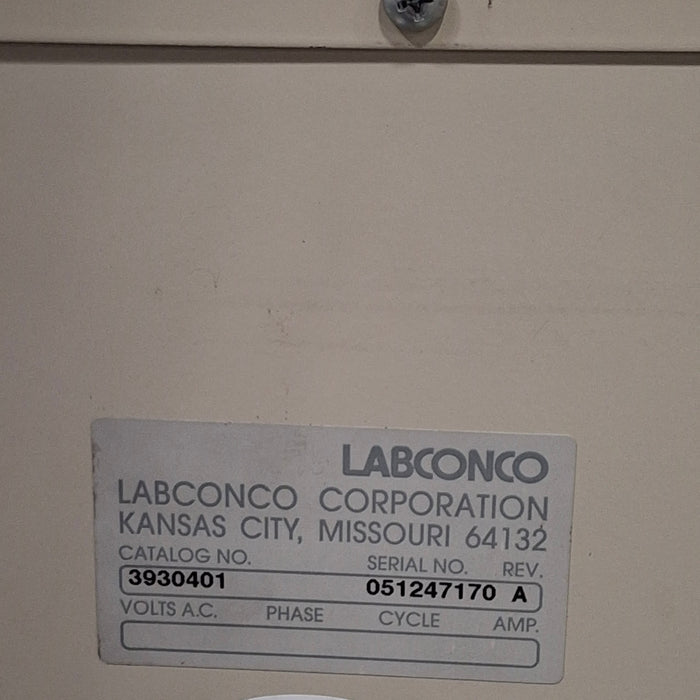 LABCONCO
LABCONCO CORPORATION
KANSAS CITY, MISSOURI 64132
CATALOG NO. SERIAL NO. REV.
3930401 051247170 A
VOLTS A.C. PHASE CYCLE AMP.